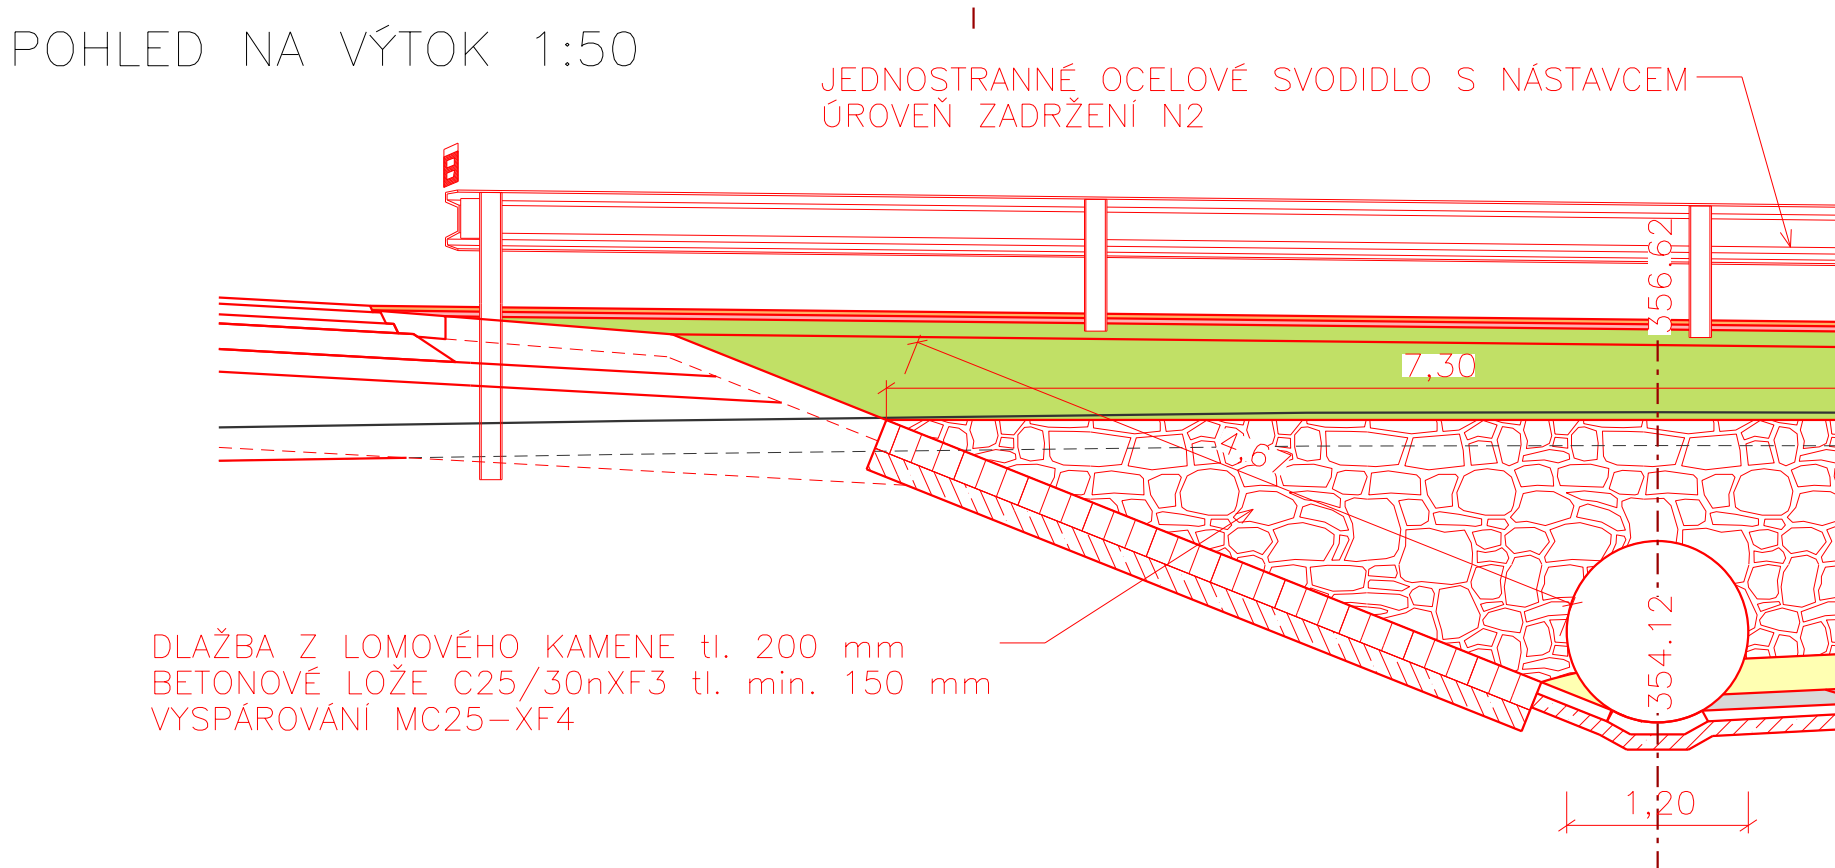 POHLED NA VÝTOK 1:50
JEDNOSTRANNÉ OCELOVÉ SVODIDLO S NÁSTAVCEM
ÚROVEŇ ZADRŽENÍ N2
356.62
7,30
4,67
DLAŽBA Z LOMOVÉHO KAMENE tl. 200 mm
BETONOVÉ LOŽE C25/30nXF3 tl. min. 150 mm
VYSPÁROVÁNÍ MC25-XF4
354.12
1,20